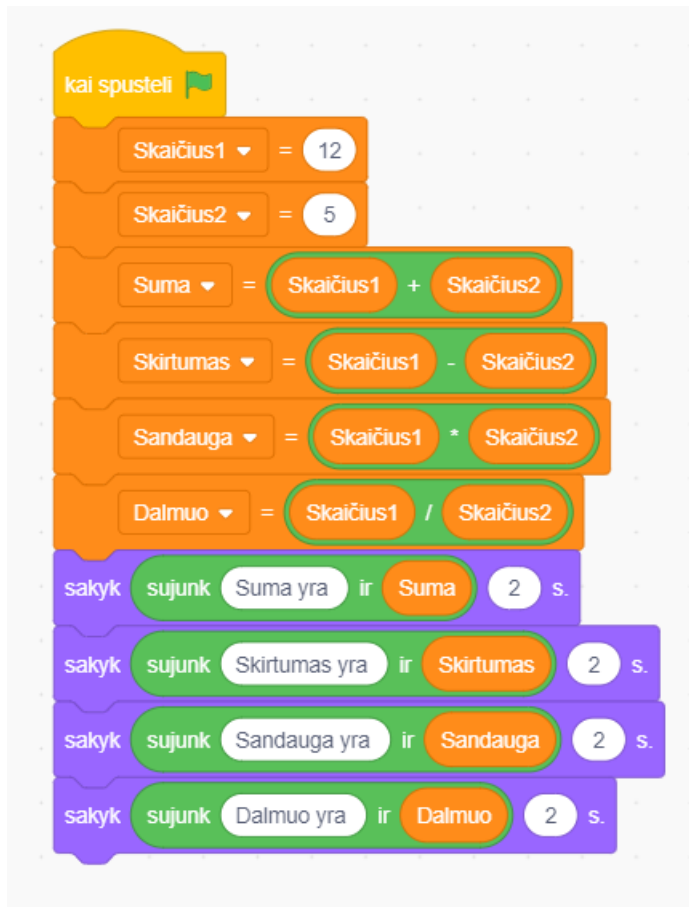 kai spusteli
Skaičius1 = 12
Skaičius2 = 5
Suma = Skaičius1 + Skaičius2
Skirtumas = Skaičius1 - Skaičius2
Sandauga = Skaičius1 * Skaičius2
Dalmuo = Skaičius1 / Skaičius2
sakyk sujunk Suma yra ir Suma 2 s.
sakyk sujunk Skirtumas yra ir Skirtumas 2 s.
sakyk sujunk Sandauga yra ir Sandauga 2 s.
sakyk sujunk Dalmuo yra ir Dalmuo 2 s.